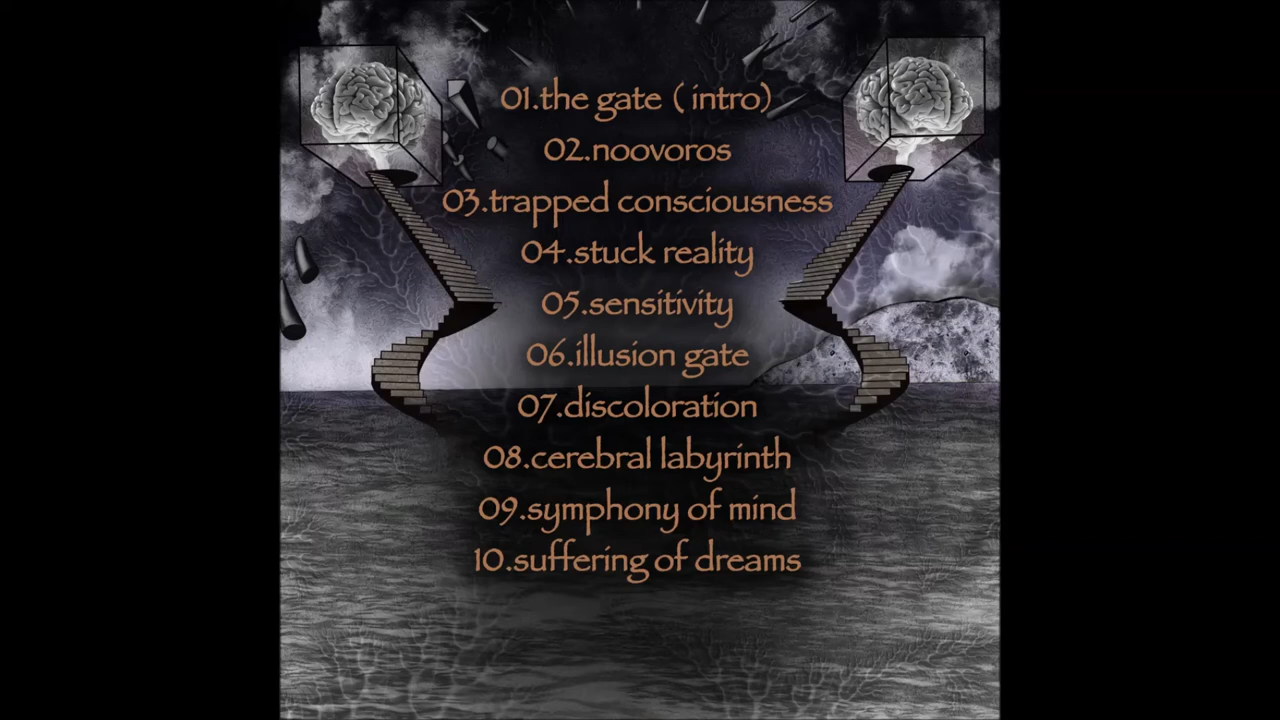 01.the gate ( intro)
02.noovoros
03.trapped consciousness
04.stuck reality
05.sensitivity
06.illusion gate
07.discoloration
08.cerebral labyrinth
09.symphony of mind
10.suffering of dreams